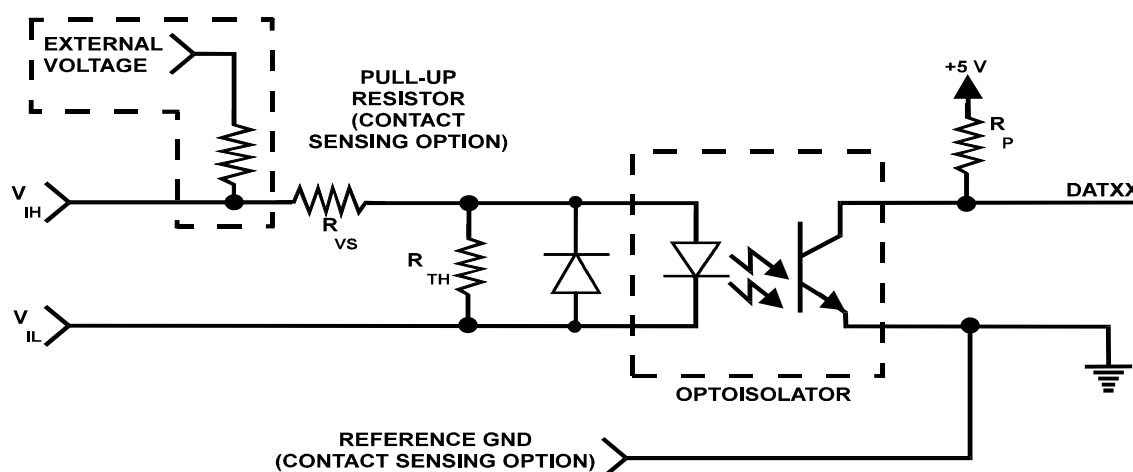 EXTERNAL
VOLTAGE
PULL-UP
RESISTOR
(CONTACT
SENSING OPTION)
+5 V
R
P
V
IH
DATXX
R
VS
R
TH
V
IL
OPTOISOLATOR
REFERENCE GND
(CONTACT SENSING OPTION)